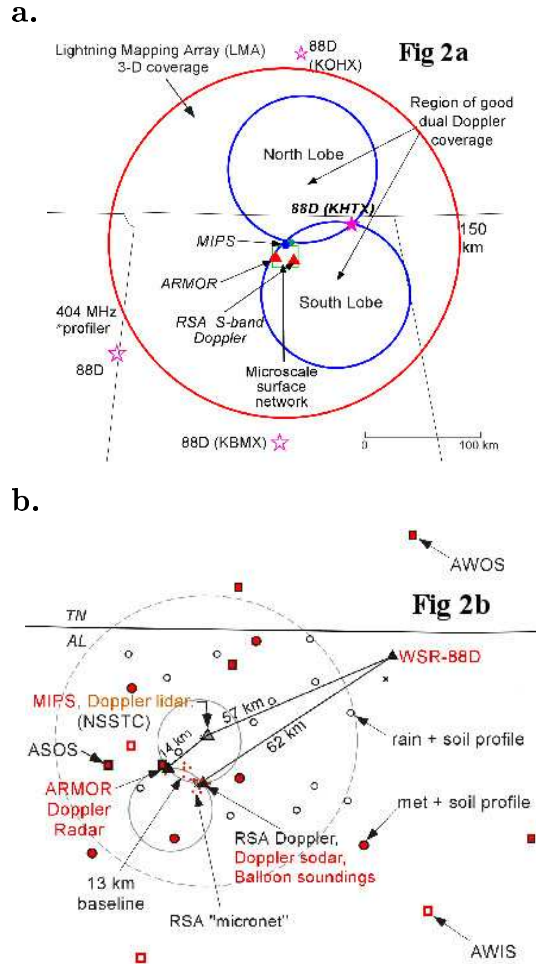 a.
Lightning Mapping Array (LMA)
3-D coverage
88D
(KOHX)
Fig 2a
Region of good
dual Doppler
coverage
North Lobe
88D (KHTX)
150
km
MIPS
ARMOR
South Lobe
RSA S-band
Doppler
404 MHz
*profiler
88D
Microscale
surface
network
88D (KBMX)
0 100 km
b.
AWOS
Fig 2b
TN
AL
WSR-88D
MIPS, Doppler lidar
(NSSTC)
57 km
62 km
rain + soil profile
ASOS
14 km
ARMOR
Doppler
Radar
met + soil profile
RSA Doppler,
Doppler sodar,
Balloon soundings
13 km
baseline
RSA "micronet"
AWIS